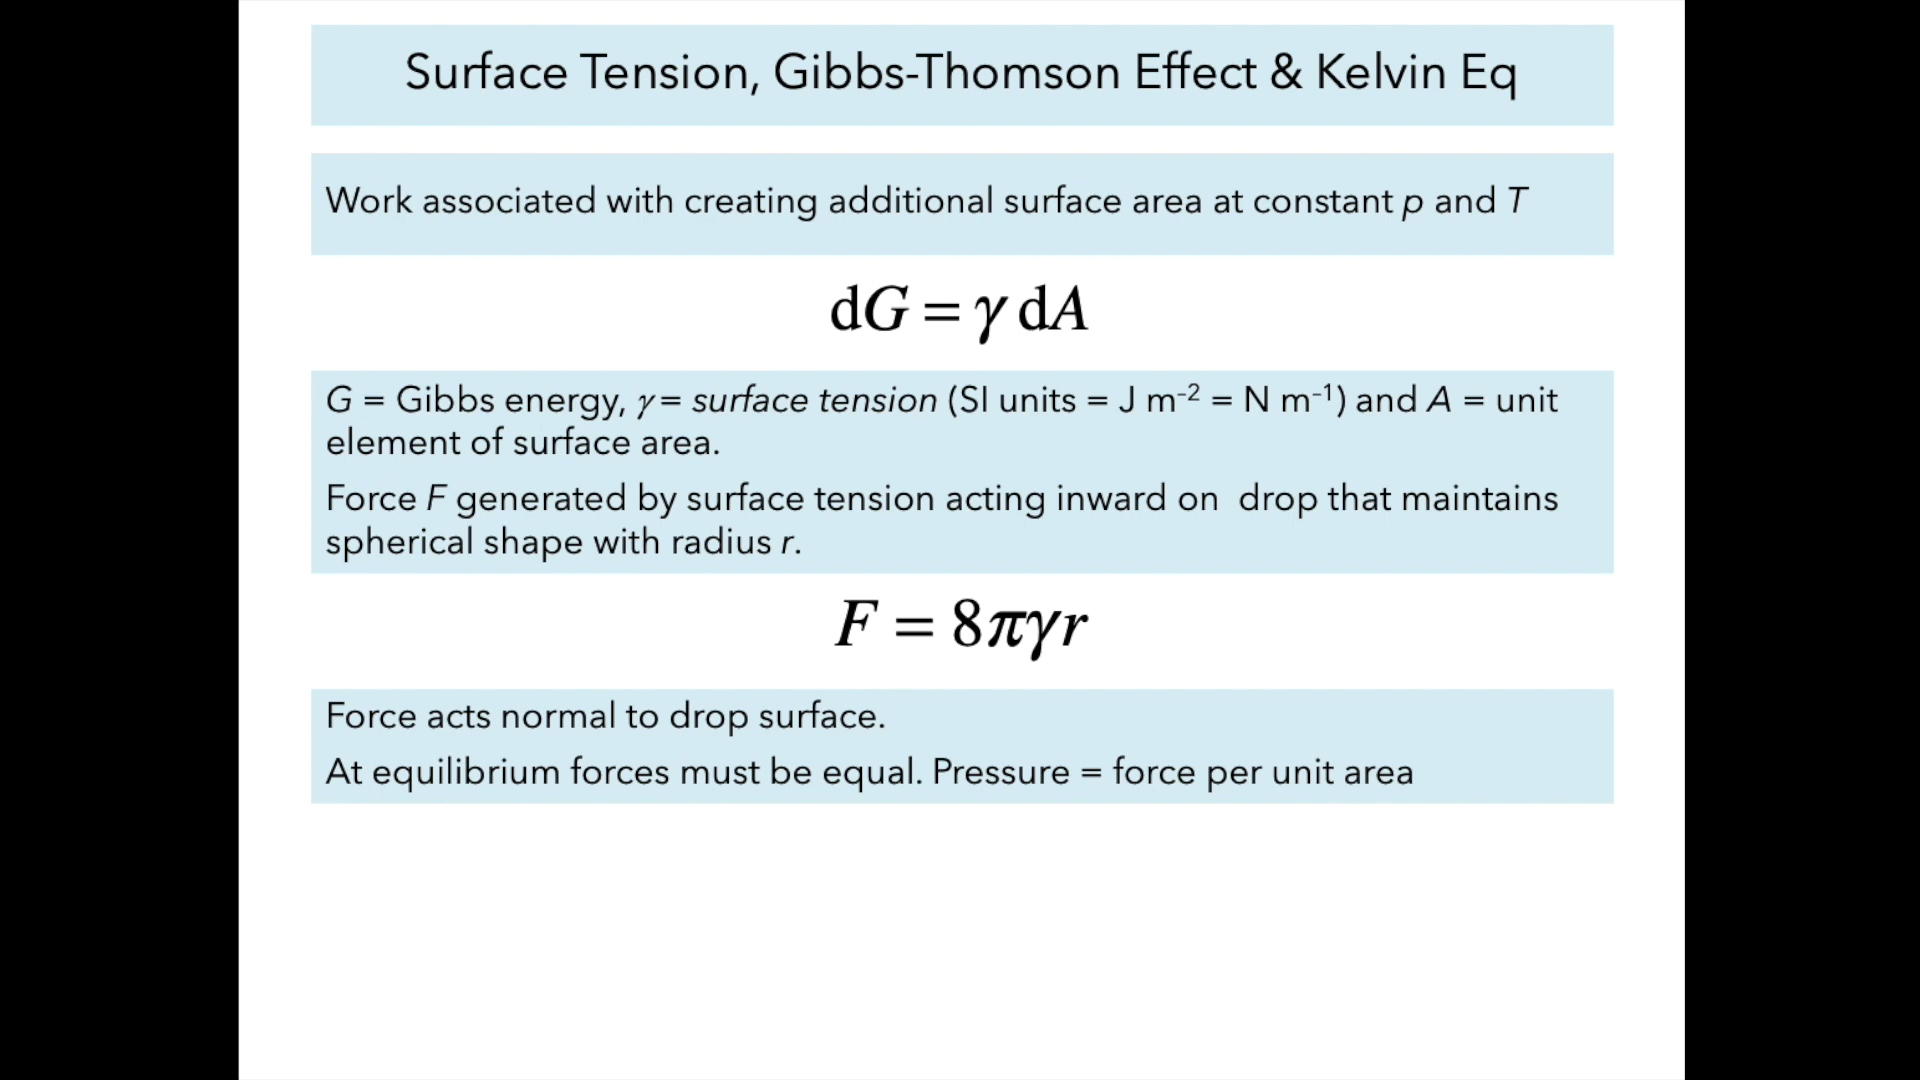 Surface Tension, Gibbs-Thomson Effect & Kelvin Eq
Work associated with creating additional surface area at constant p and T
dG = γ dA
G = Gibbs energy, γ = surface tension (SI units = J m⁻² = N m⁻¹) and A = unit
element of surface area.
Force F generated by surface tension acting inward on  drop that maintains
spherical shape with radius r.
F = 8πγr
Force acts normal to drop surface.
At equilibrium forces must be equal. Pressure = force per unit area